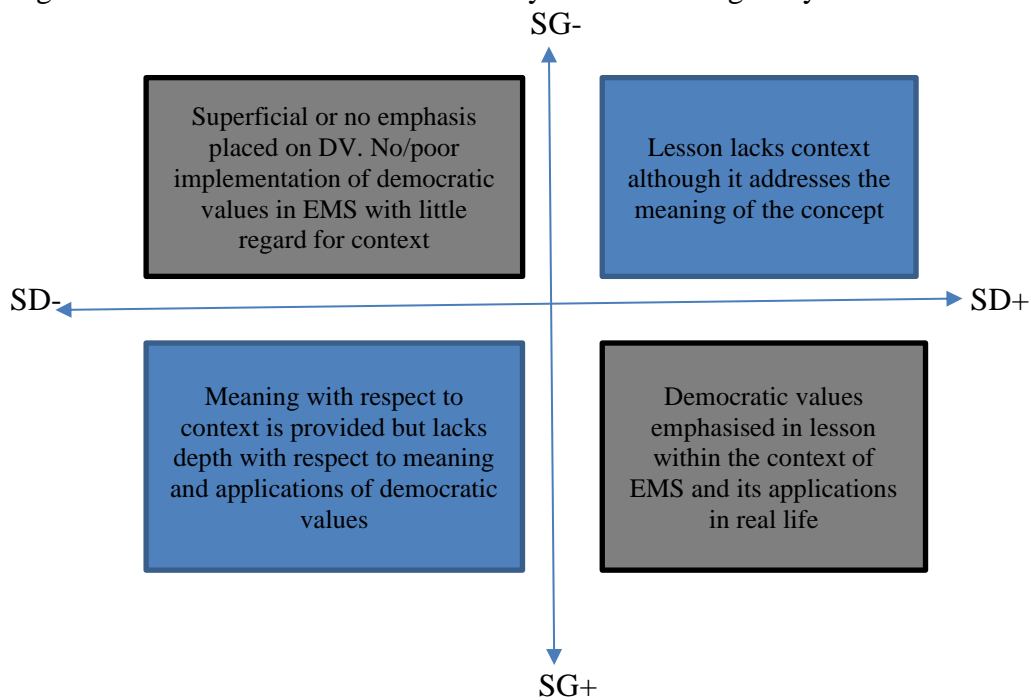 SG-
Superficial or no emphasis
placed on DV. No/poor
implementation of democratic
values in EMS with little
regard for context
Lesson lacks context
although it addresses the
meaning of the concept
SD-
SD+
Meaning with respect to
context is provided but lacks
depth with respect to meaning
and applications of democratic
values
Democratic values
emphasised in lesson
within the context of
EMS and its applications
in real life
SG+